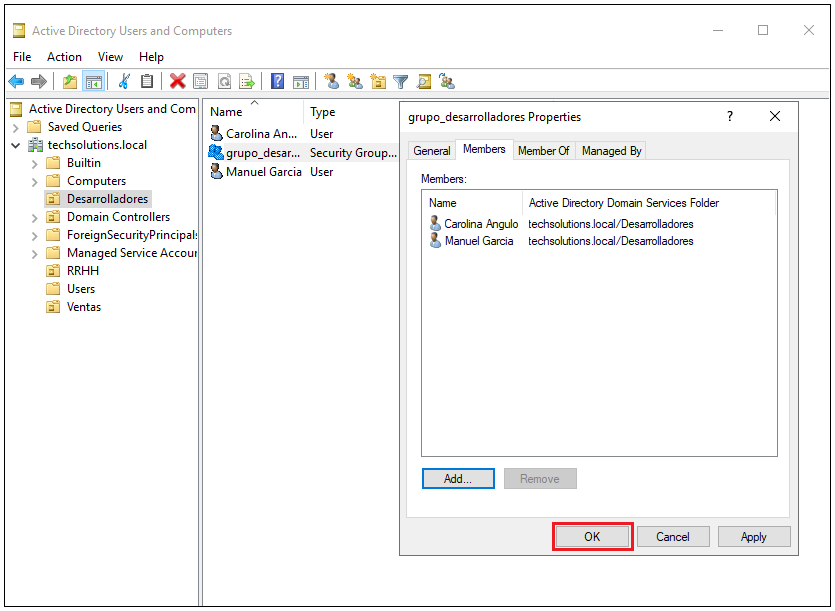 Active Directory Users and Computers
File Action View Help
Active Directory Users and Com
Saved Queries
techsolutions.local
Builtin
Computers
Desarrolladores
Domain Controllers
ForeignSecurityPrincipals
Managed Service Accour
RRHH
Users
Ventas
Name Type
Carolina An... User
grupo_desar... Security Group...
Manuel Garcia User
grupo_desarrolladores Properties
?
General Members Member Of Managed By
Members:
Name Active Directory Domain Services Folder
Carolina Angulo techsolutions.local/Desarrolladores
Manuel Garcia techsolutions.local/Desarrolladores
Add... Remove
OK Cancel Apply